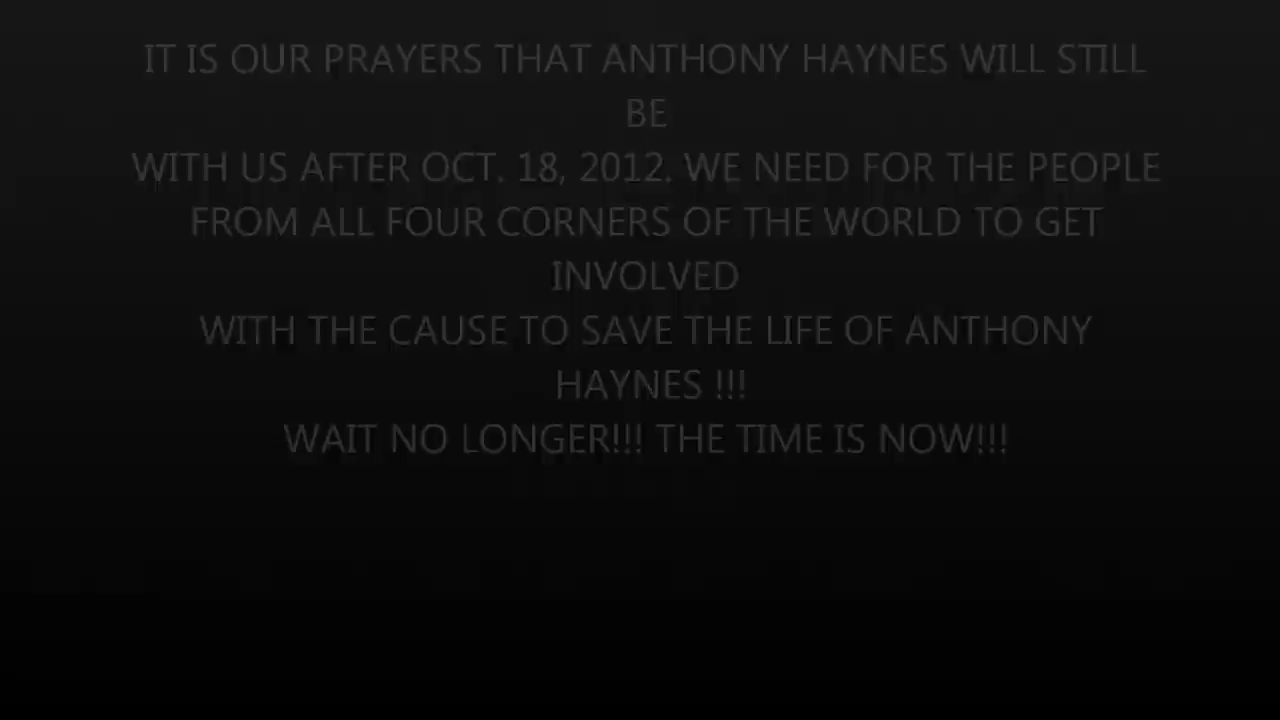 IT IS OUR PRAYERS THAT ANTHONY HAYNES WILL STILL
BE
WITH US AFTER OCT. 18, 2012. WE NEED FOR THE PEOPLE
FROM ALL FOUR CORNERS OF THE WORLD TO GET
INVOLVED
WITH THE CAUSE TO SAVE THE LIFE OF ANTHONY
HAYNES !!!
WAIT NO LONGER!!! THE TIME IS NOW!!!